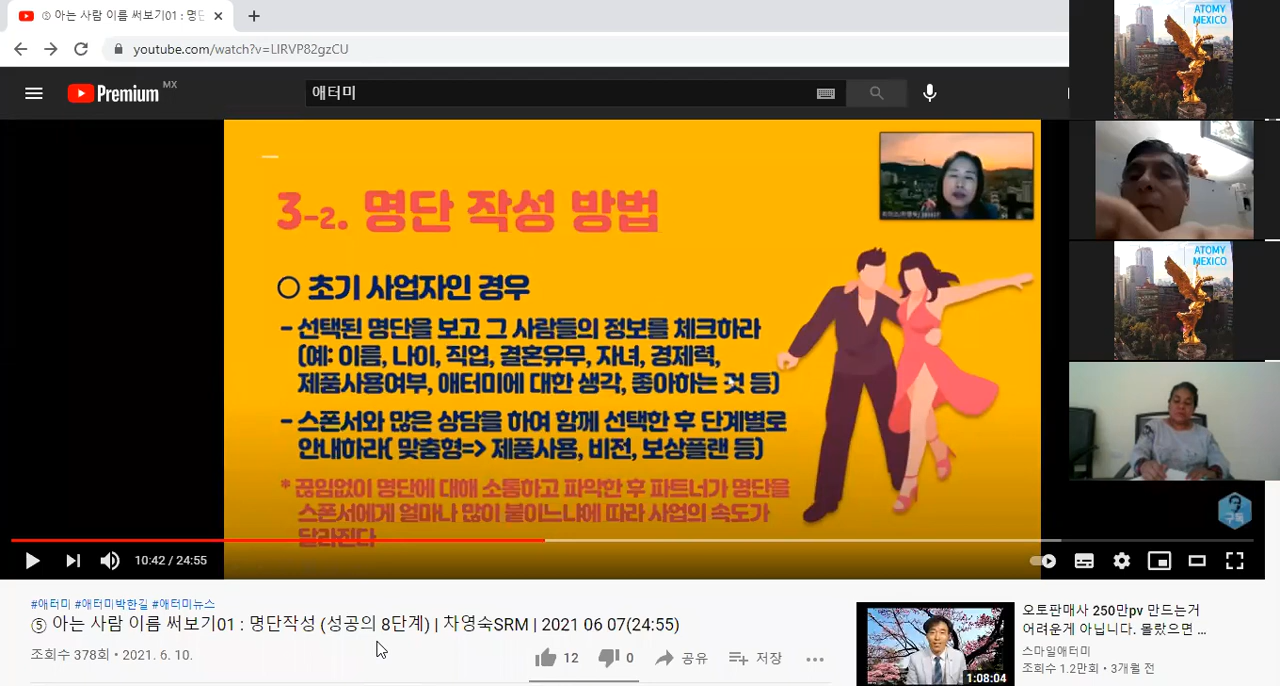 ⑤ 아는 사람 이름 써보기01 : 명단
youtube.com/watch?v=LIRVP82gzCU
Premium MX
애터미
ATOMY
MEXICO
3-2. 명단 작성 방법
○ 초기 사업자인 경우
- 선택된 명단을 보고 그 사람들의 정보를 체크하라
(예: 이름, 나이, 직업, 결혼유무, 자녀, 경제력,
제품사용여부, 애터미에 대한 생각, 좋아하는 것 등)
- 스폰서와 많은 상담을 하여 함께 선택한 후 단계별로
안내하라( 맞춤형=> 제품사용, 비전, 보상플랜 등)
* 끊임없이 명단에 대해 소통하고 파악한 후 파트너가 명단을
스폰서에게 얼마나 많이 붙이느냐에 따라 사업의 속도가
달라진다
ATOMY
MEXICO
구독
10:42 / 24:55
#애터미 #애터미박한길 #애터미뉴스
⑤ 아는 사람 이름 써보기01 : 명단작성 (성공의 8단계) | 차영숙SRM | 2021 06 07(24:55)
조회수 378회 • 2021. 6. 10.
12
0
공유
저장
1:08:04
오토판매사 250만pv 만드는거
어려운게 아닙니다. 몰랐으면 ...
스마일애터미
조회수 1.2만회 • 3개월 전